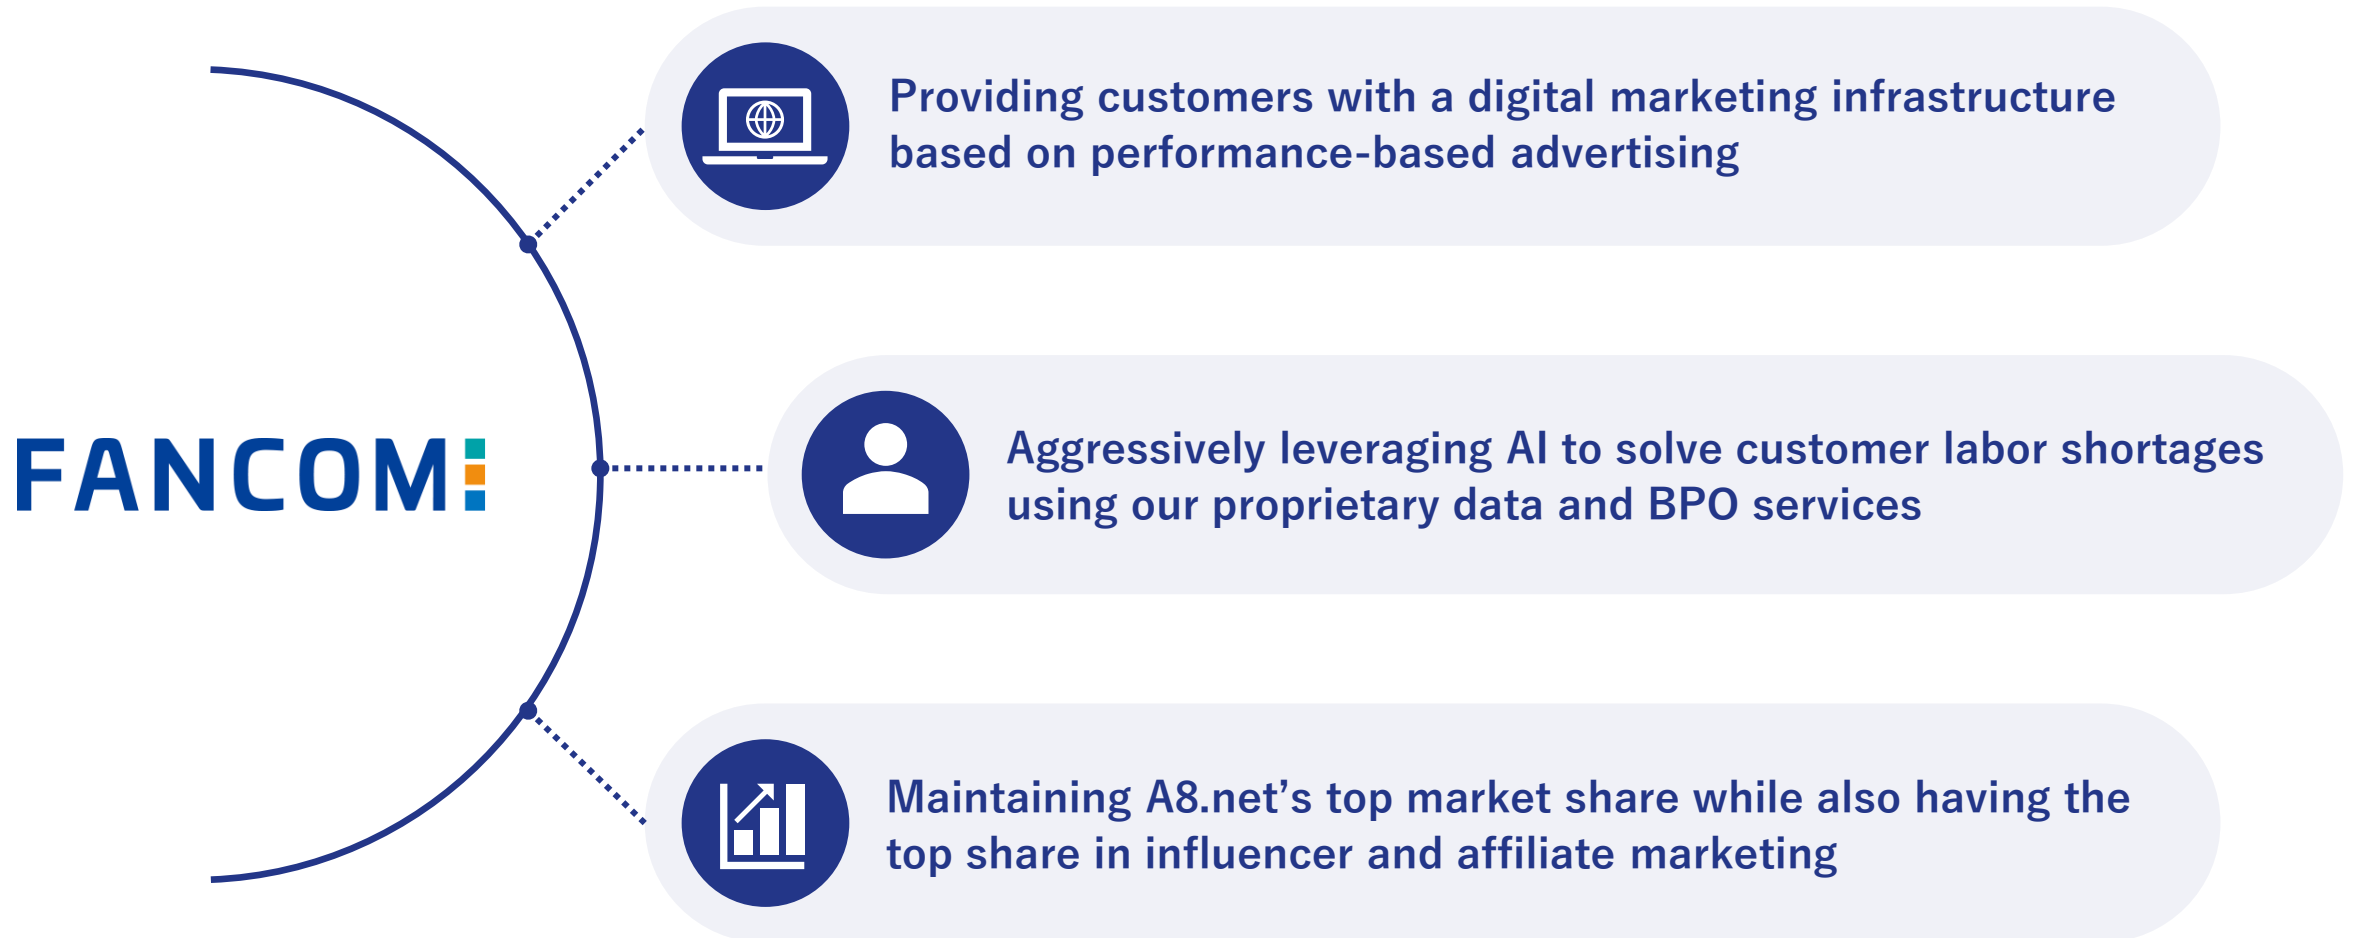 Providing customers with a digital marketing infrastructure
based on performance-based advertising
FANCOMI
Aggressively leveraging AI to solve customer labor shortages
using our proprietary data and BPO services
Maintaining A8.net’s top market share while also having the
top share in influencer and affiliate marketing